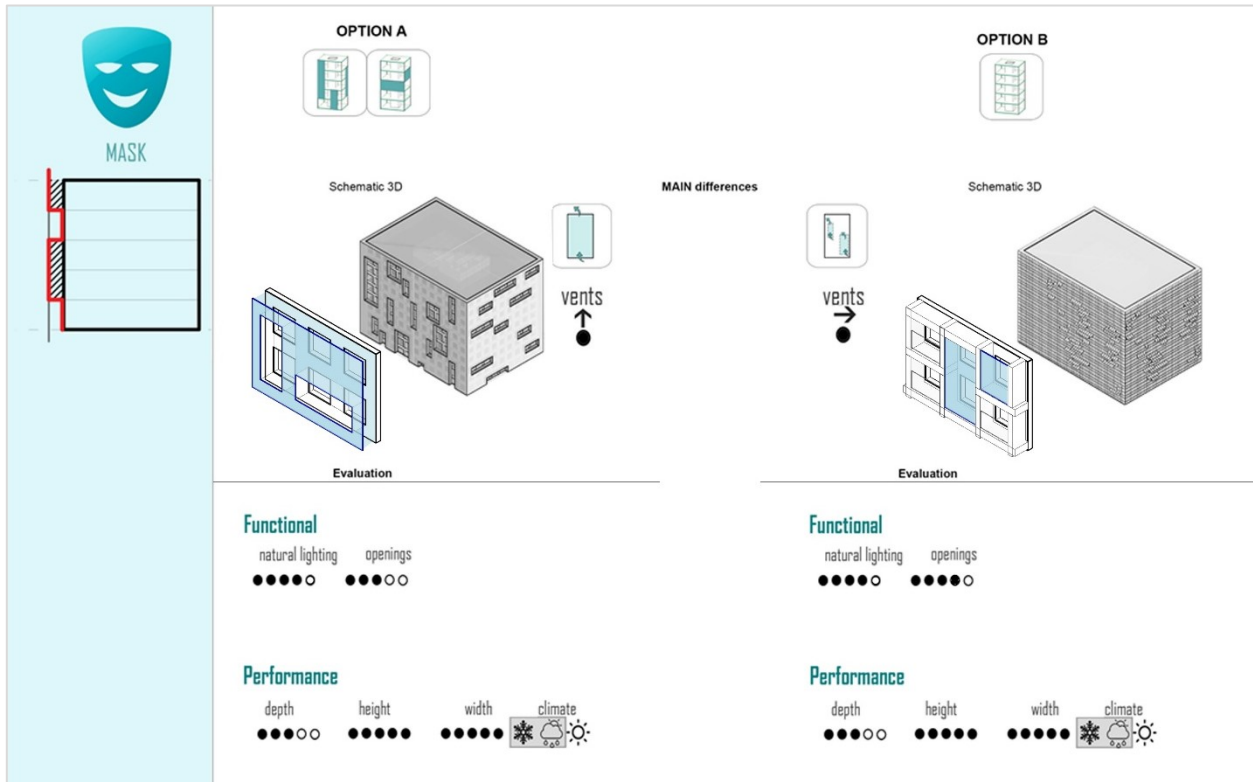 MASK
OPTION A
OPTION B
Schematic 3D
MAIN differences
Schematic 3D
vents
vents
Evaluation
Evaluation
Functional
natural lighting openings
Functional
natural lighting openings
Performance
depth height width climate
Performance
depth height width climate